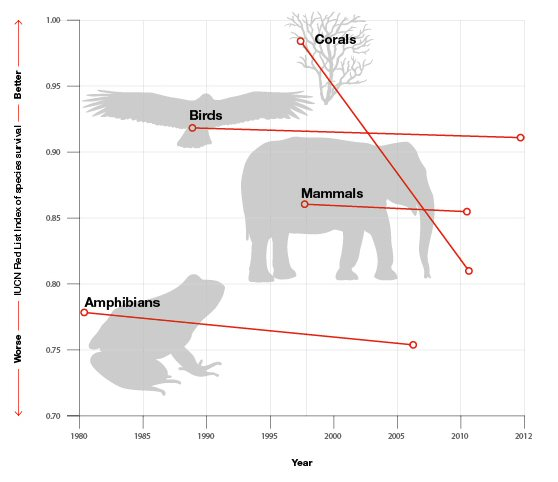 1.00
0.95
0.90
0.85
0.80
0.75
0.70
Worse
IUCN Red List Index of species survival
Better
Corals
Birds
Mammals
Amphibians
1980
1985
1990
1995
2000
2005
2010
2012
Year